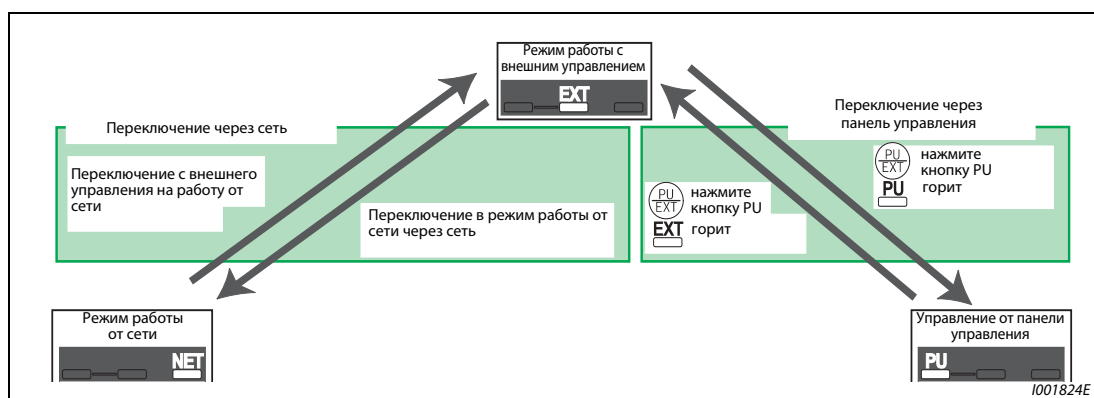 Режим работы с
внешним управлением
EXT
Переключение через сеть
Переключение с внешнего
управления на работу от
сети
Переключение в режим работы от
сети через сеть
Переключение через
панель управления
PU
EXT
нажмите
кнопку PU
PU
горит
PU
EXT
нажмите
кнопку PU
EXT
горит
Режим работы
от сети
NET
Управление от панели
управления
PU
I001824E